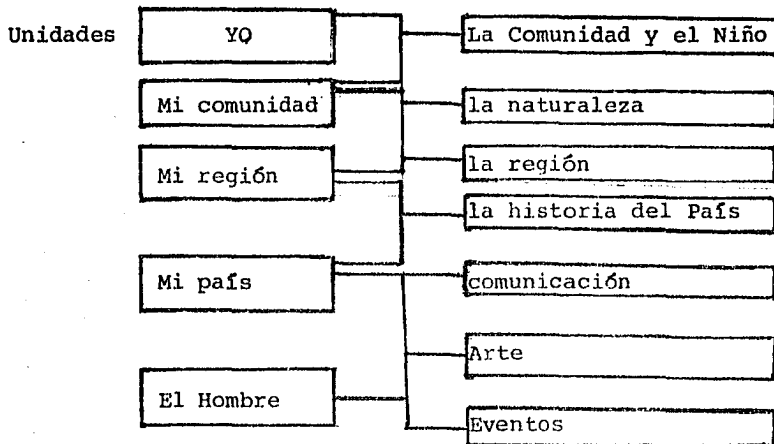 Unidades
YO
Mi comunidad
Mi región
Mi país
El Hombre
La Comunidad y el Niño
la naturaleza
la región
la historia del País
comunicación
Arte
Eventos